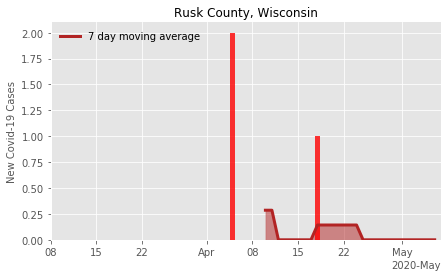 Rusk County, Wisconsin
7 day moving average
New Covid-19 Cases
2.00
1.75
1.50
1.25
1.00
0.75
0.50
0.25
0.00
08 15 22 Apr 08 15 22 May
2020-May